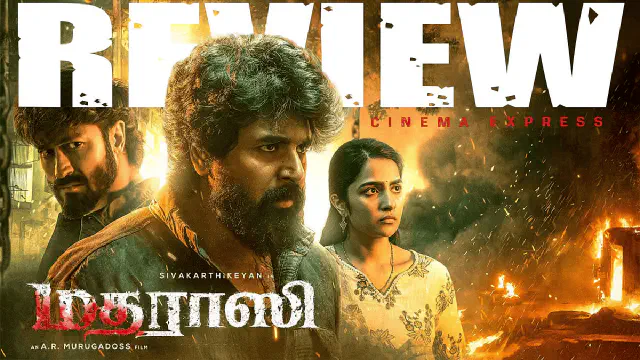 REVIEW
CINEMA EXPRESS
SIVAKARTHIKEYAN in
மதராஸி
AN A.R. MURUGADOSS FILM